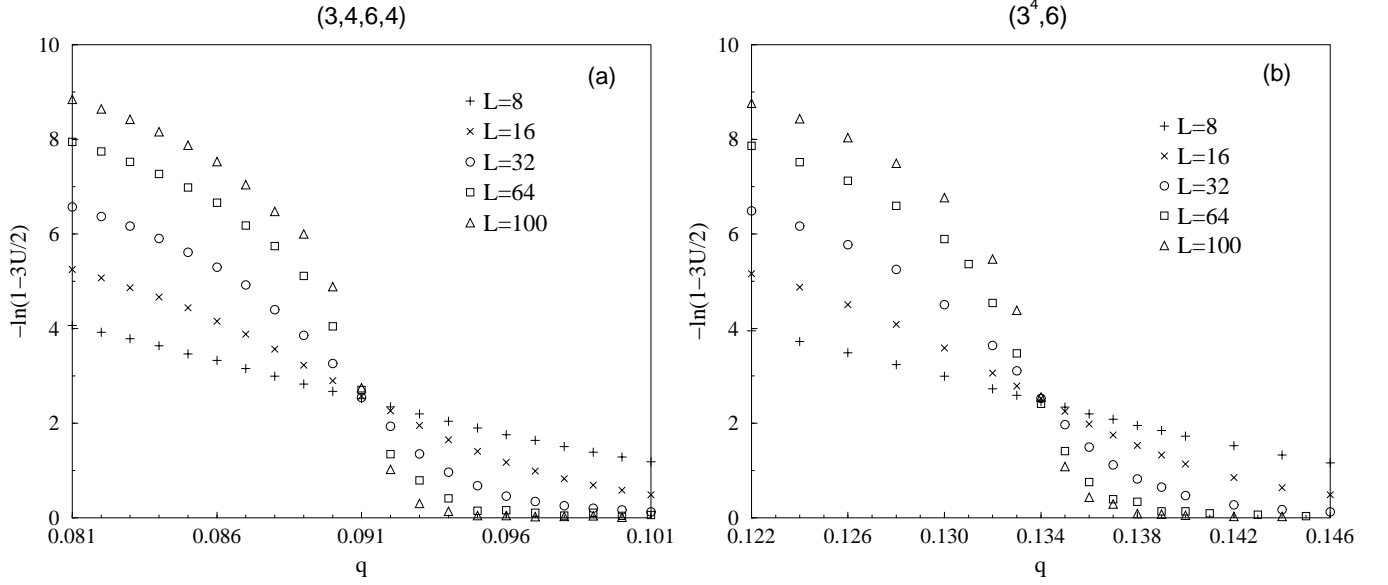 (3,4,6,4)
(a)
L=8
L=16
L=32
L=64
L=100
−ln(1−3U/2)
10
8
6
4
2
0
0.081
0.086
0.091
0.096
0.101
q
(3⁴,6)
(b)
L=8
L=16
L=32
L=64
L=100
−ln(1−3U/2)
10
8
6
4
2
0
0.122
0.126
0.130
0.134
0.138
0.142
0.146
q